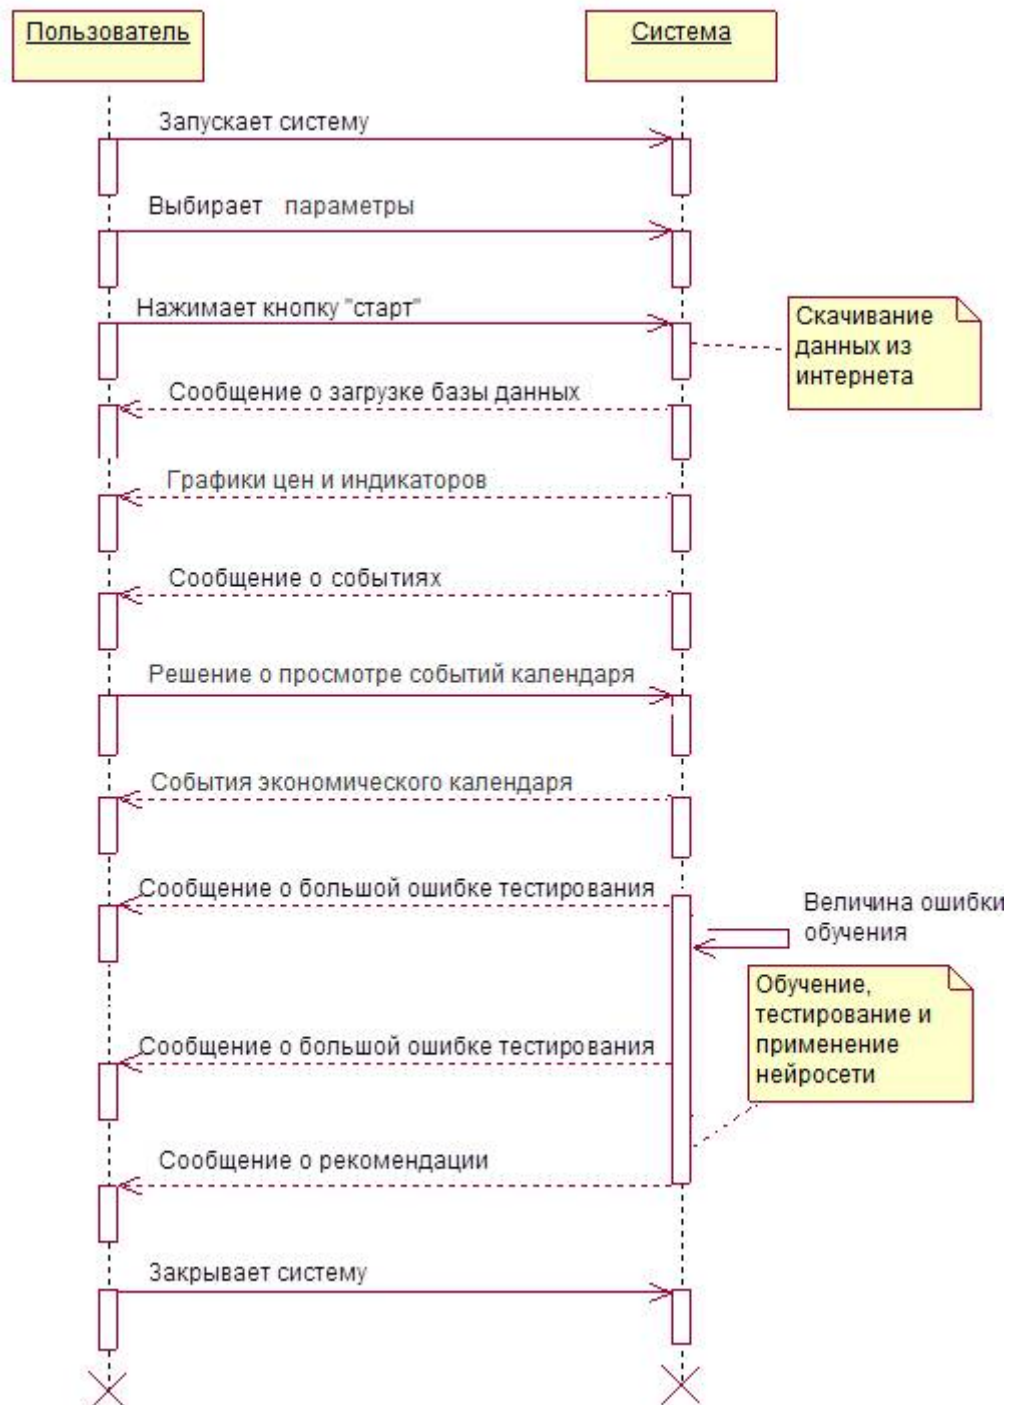 Пользователь
Система
Запускает систему
Выбирает параметры
Нажимает кнопку "старт"
Скачивание
данных из
интернета
Сообщение о загрузке базы данных
Графики цен и индикаторов
Сообщение о событиях
Решение о просмотре событий календаря
События экономического календаря
Сообщение о большой ошибке тестирования
Величина ошибки
обучения
Обучение,
тестирование и
применение
нейросети
Сообщение о большой ошибке тестирования
Сообщение о рекомендации
Закрывает систему